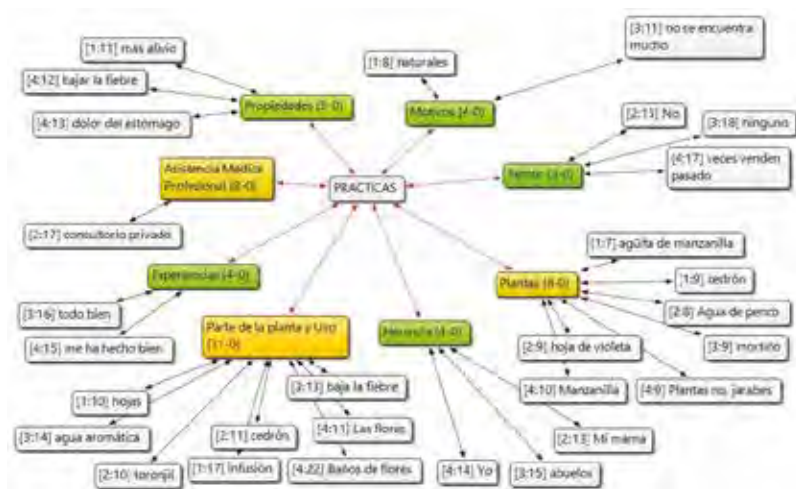 [1:11] más alivio
[4:12] bajar la fiebre
[4:13] dolor del estómago
Propiedades (5-0)
[1:8] naturales
Motivos (4-0)
[3:11] no se encuentra
mucho
[2:15] No
[3:18] ninguno
[4:17] veces venden
pasado
Asistencia Médica
Profesional (8-0)
PRACTICAS
[2:17] consultorio privado
Experiencias (4-0)
[3:16] todo bien
[4:15] me ha hecho bien
Plantas (8-0)
[1:7] agüita de manzanilla
[1:9] cedrón
[2:8] Agua de
[3:9] mortiño
[2:9] hoja de violeta
[4:10] Manzanilla
[4:9] Plantas no, jarabes
Parte de la planta y Uso
(11-0)
Herencia (4-0)
[1:10] hojas
[3:14] agua aromática
[2:10] toronjil
[2:11] cedrón
[1:17] Infusión
[3:13] baja la fiebre
[4:11] Las flores
[4:22] Baños de flores
[4:14] Yo
[3:15] abuelos
[2:13] Mi mamá